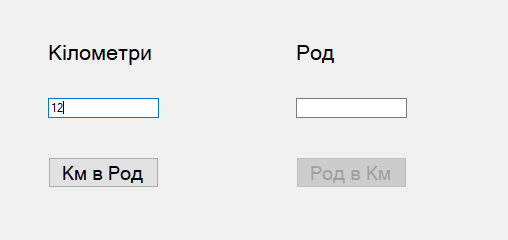 Кілометри
Род
12
Км в Род
Род в Км